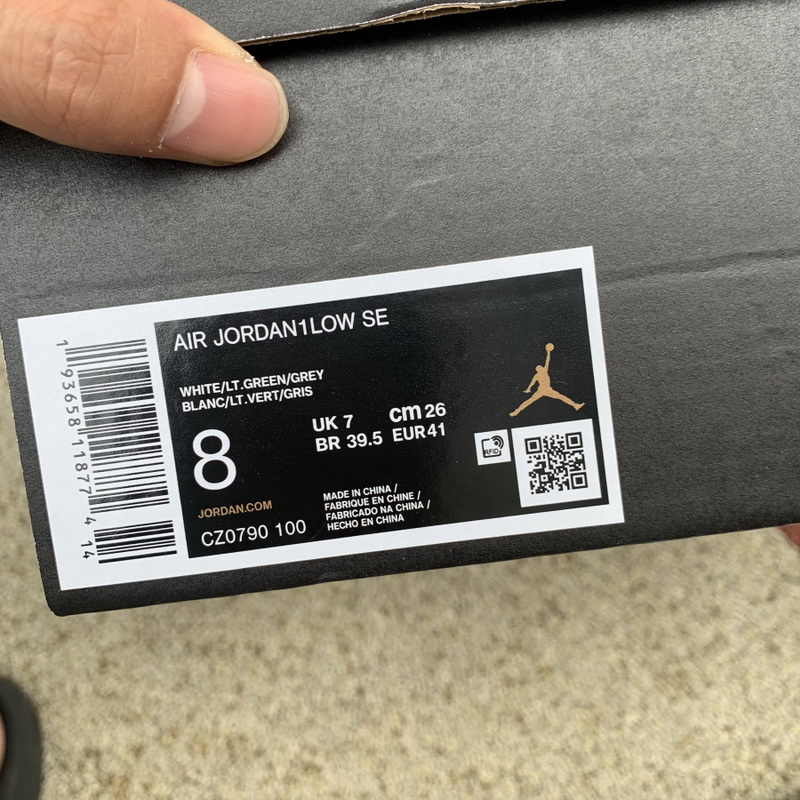 AIR JORDAN1LOW SE
WHITE/LT.GREEN/GREY
BLANC/LT.VERT/GRIS
8
UK 7 cm 26
BR 39.5 EUR 41
JORDAN.COM
CZ0790 100
MADE IN CHINA /
FABRIQUE EN CHINE /
FABRICADO NA CHINA /
HECHO EN CHINA
RFID
1 93658 11877 4 14